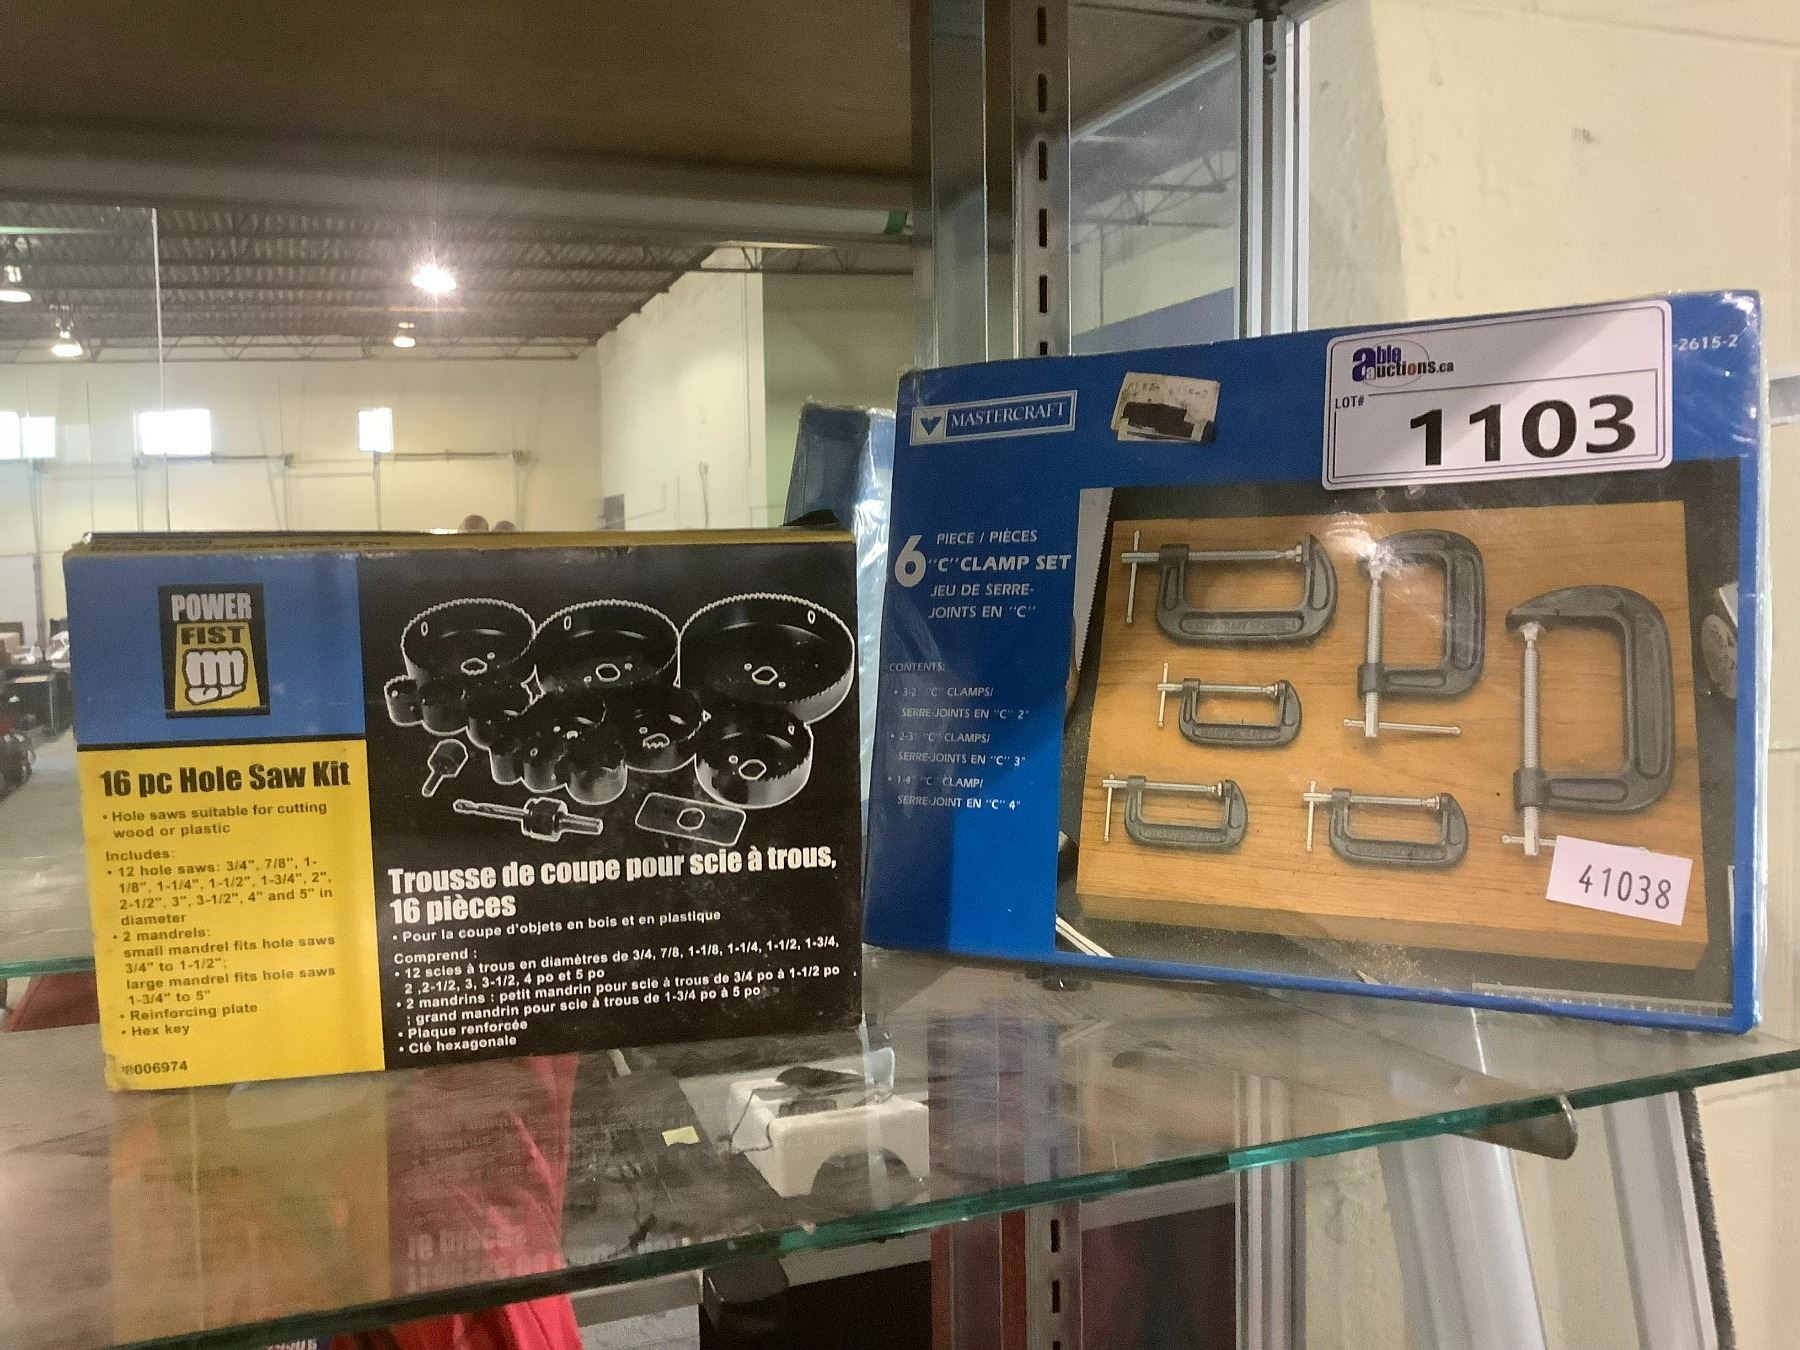 POWER
FIST
16 pc Hole Saw Kit
• Hole saws suitable for cutting
wood or plastic
Includes:
• 12 hole saws: 3/4", 7/8", 1-
1/8", 1-1/4", 1-1/2", 1-3/4", 2",
2-1/2", 3", 3-1/2", 4" and 5" in
diameter
• 2 mandrels:
small mandrel fits hole saws
3/4" to 1-1/2";
large mandrel fits hole saws
1-3/4" to 5"
• Reinforcing plate
• Hex key
006974
Trousse de coupe pour scie à trous,
16 pièces
• Pour la coupe d'objets en bois et en plastique
Comprend :
• 12 scies à trous en diamètres de 3/4, 7/8, 1-1/8, 1-1/4, 1-1/2, 1-3/4,
2 ,2-1/2, 3, 3-1/2, 4 po et 5 po
• 2 mandrins : petit mandrin pour scie à trous de 3/4 po à 1-1/2 po
; grand mandrin pour scie à trous de 1-3/4 po à 5 po
• Plaque renforcée
• Clé hexagonale
MASTERCRAFT
able
auctions.ca
LOT#
1103
-2615-2
6 PIECE / PIÈCES
"C" CLAMP SET
JEU DE SERRE-
JOINTS EN "C"
CONTENTS:
• 3-2" "C" CLAMPS/
SERRE-JOINTS EN "C" 2"
• 2-3" "C" CLAMPS/
SERRE-JOINTS EN "C" 3"
• 1-4" "C" CLAMP/
SERRE-JOINT EN "C" 4"
41038